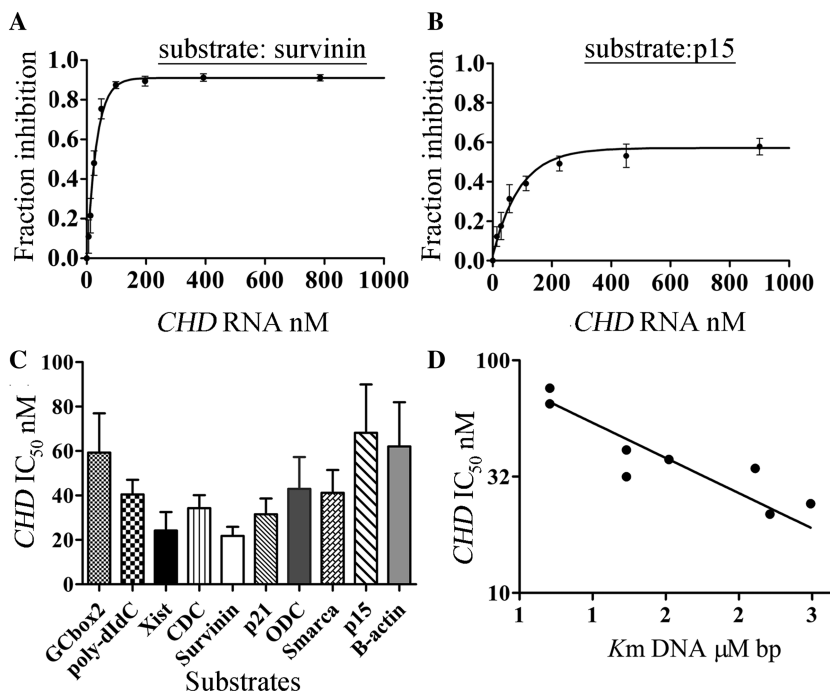 A
substrate: survinin
Fraction inhibition
1.0
0.8
0.6
0.4
0.2
0.0
0 200 400 600 800 1000
CHD RNA nM
B
substrate:p15
Fraction inhibition
1.0
0.8
0.6
0.4
0.2
0.0
0 200 400 600 800 1000
CHD RNA nM
C
CHD IC50 nM
100
80
60
40
20
0
GCbox2 poly-dIdC Xist CDC Survinin p21 ODC Smarca p15 B-actin
Substrates
D
CHD IC50 nM
100
32
10
1 1 2 2 3
Km DNA µM bp